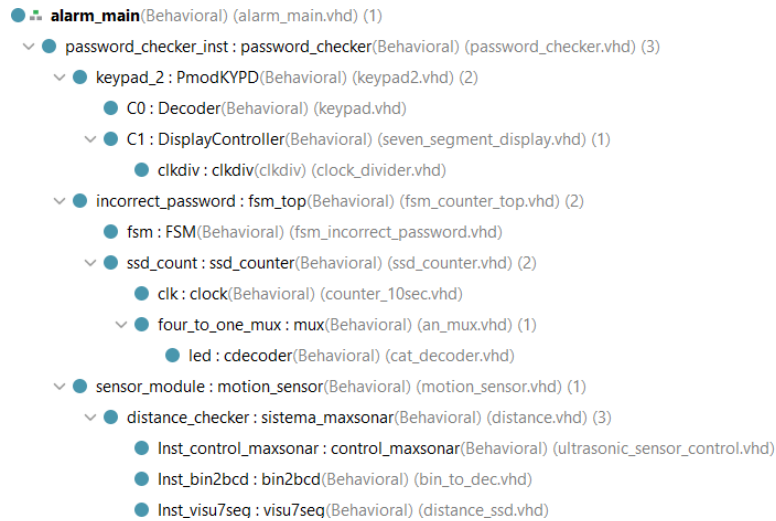 alarm_main(Behavioral) (alarm_main.vhd) (1)
password_checker_inst : password_checker(Behavioral) (password_checker.vhd) (3)
keypad_2 : PmodKYPD(Behavioral) (keypad2.vhd) (2)
C0 : Decoder(Behavioral) (keypad.vhd)
C1 : DisplayController(Behavioral) (seven_segment_display.vhd) (1)
clkdiv : clkdiv(clkdiv) (clock_divider.vhd)
incorrect_password : fsm_top(Behavioral) (fsm_counter_top.vhd) (2)
fsm : FSM(Behavioral) (fsm_incorrect_password.vhd)
ssd_count : ssd_counter(Behavioral) (ssd_counter.vhd) (2)
clk : clock(Behavioral) (counter_10sec.vhd)
four_to_one_mux : mux(Behavioral) (an_mux.vhd) (1)
led : cdecoder(Behavioral) (cat_decoder.vhd)
sensor_module : motion_sensor(Behavioral) (motion_sensor.vhd) (1)
distance_checker : sistema_maxsonar(Behavioral) (distance.vhd) (3)
Inst_control_maxsonar : control_maxsonar(Behavioral) (ultrasonic_sensor_control.vhd)
Inst_bin2bcd : bin2bcd(Behavioral) (bin_to_dec.vhd)
Inst_visu7seg : visu7seg(Behavioral) (distance_ssd.vhd)